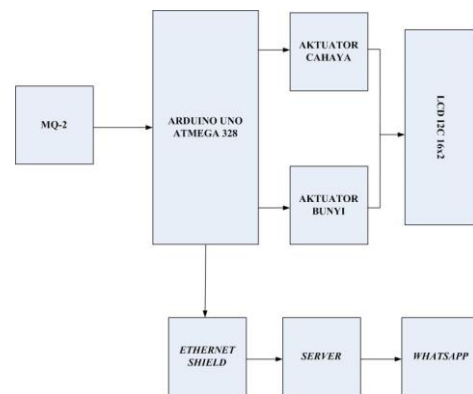 MQ-2
ARDUINO UNO
ATMEGA 328
AKTUATOR
CAHAYA
AKTUATOR
BUNYI
LCD I2C 16x2
ETHERNET
SHIELD
SERVER
WHATSAPP